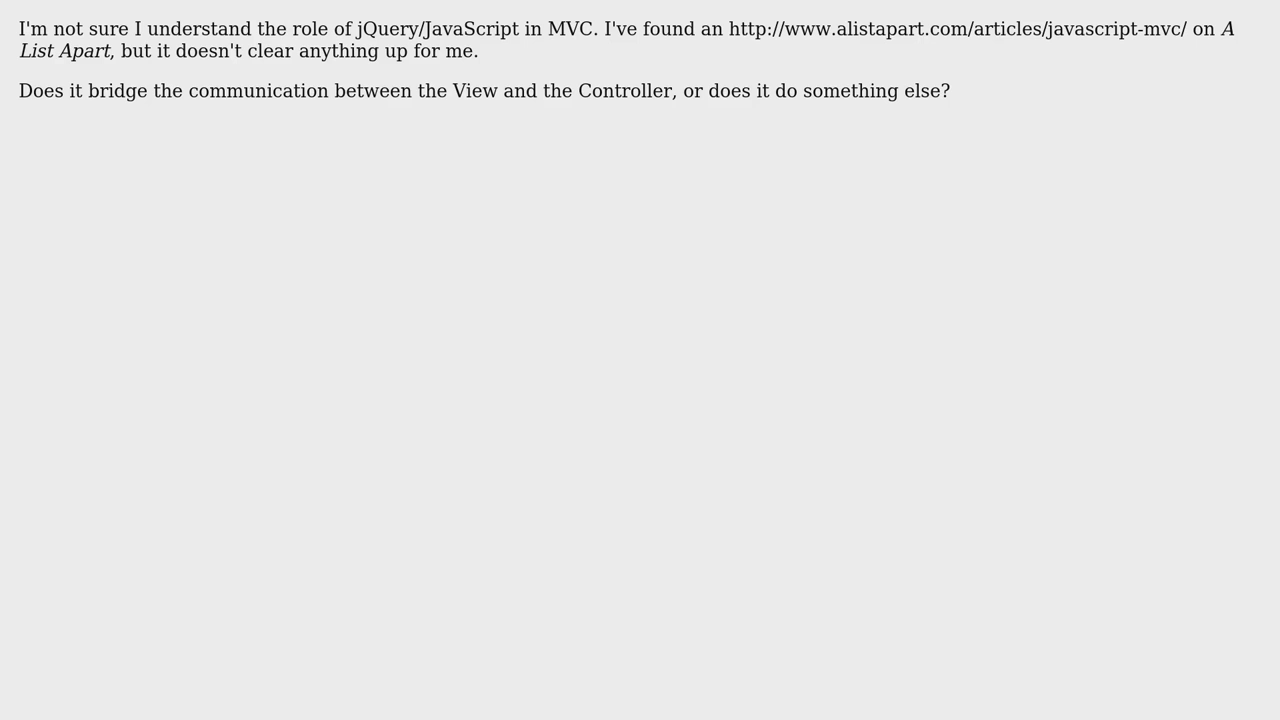 I'm not sure I understand the role of jQuery/JavaScript in MVC. I've found an http://www.alistapart.com/articles/javascript-mvc/ on A
List Apart, but it doesn't clear anything up for me.
Does it bridge the communication between the View and the Controller, or does it do something else?